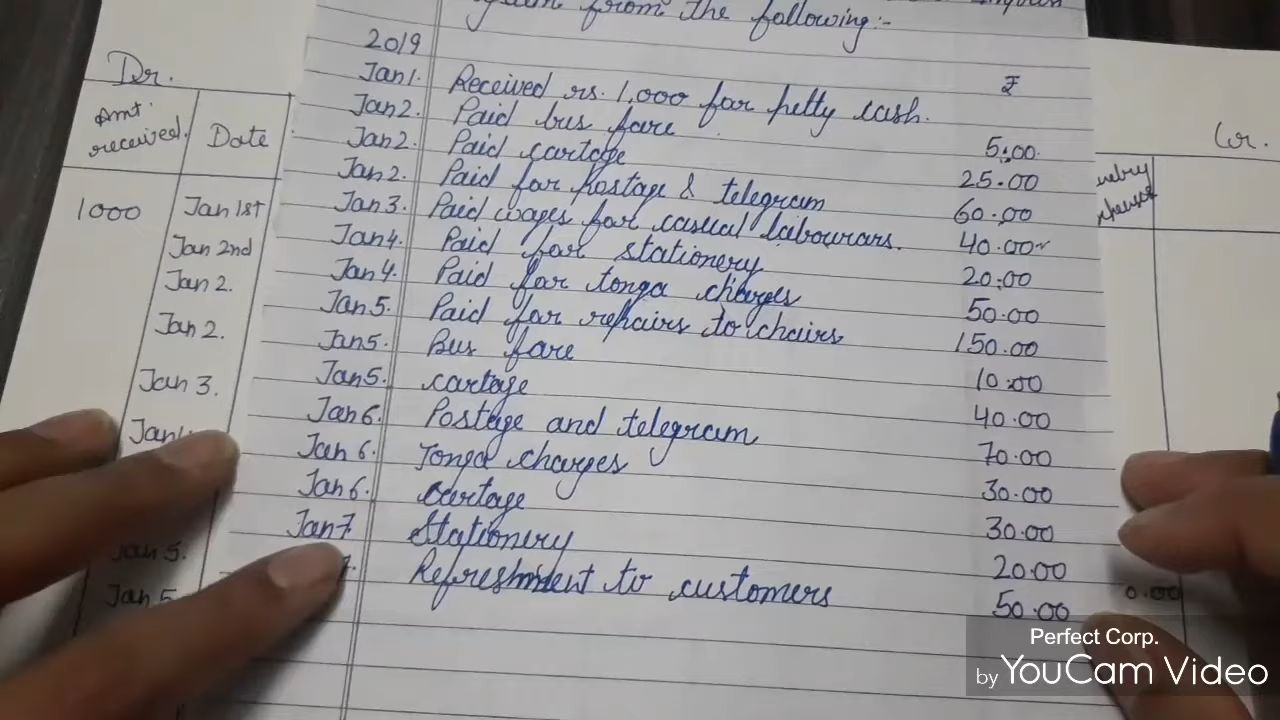 system from the following:-
2019
₹
Jan 1. Received rs. 1,000 for petty cash.
Jan 2. Paid bus fare 5.00
Jan 2. Paid cartage 25.00
Jan 2. Paid for postage & telegram 60.00
Jan 3. Paid wages for casual labourars. 40.00
Jan 4. Paid for stationery 20.00
Jan 4. Paid for tonga charges 50.00
Jan 5. Paid for repairs to chairs 150.00
Jan 5. Bus fare 10.00
Jan 5. cartage 40.00
Jan 6. Postage and telegram 70.00
Jan 6. Tonga charges 30.00
Jan 6. cartage 30.00
Jan 7 Stationery 20.00
7. Refreshment to customers 50.00
Dr.
Amt. received. Date
1000 Jan 1st
Jan 2nd
Jan 2.
Jan 2.
Jan 3.
Jan
Jan 5.
Jan 5
Cr.
0.00
Perfect Corp.
by YouCam Video